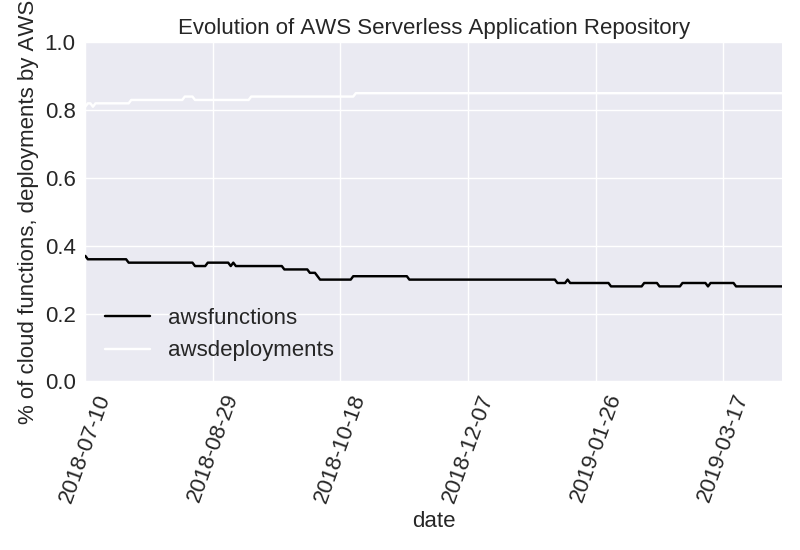 Evolution of AWS Serverless Application Repository
% of cloud functions, deployments by AWS
1.0
0.8
0.6
0.4
0.2
0.0
awsfunctions
awsdeployments
2018-07-10
2018-08-29
2018-10-18
2018-12-07
2019-01-26
2019-03-17
date